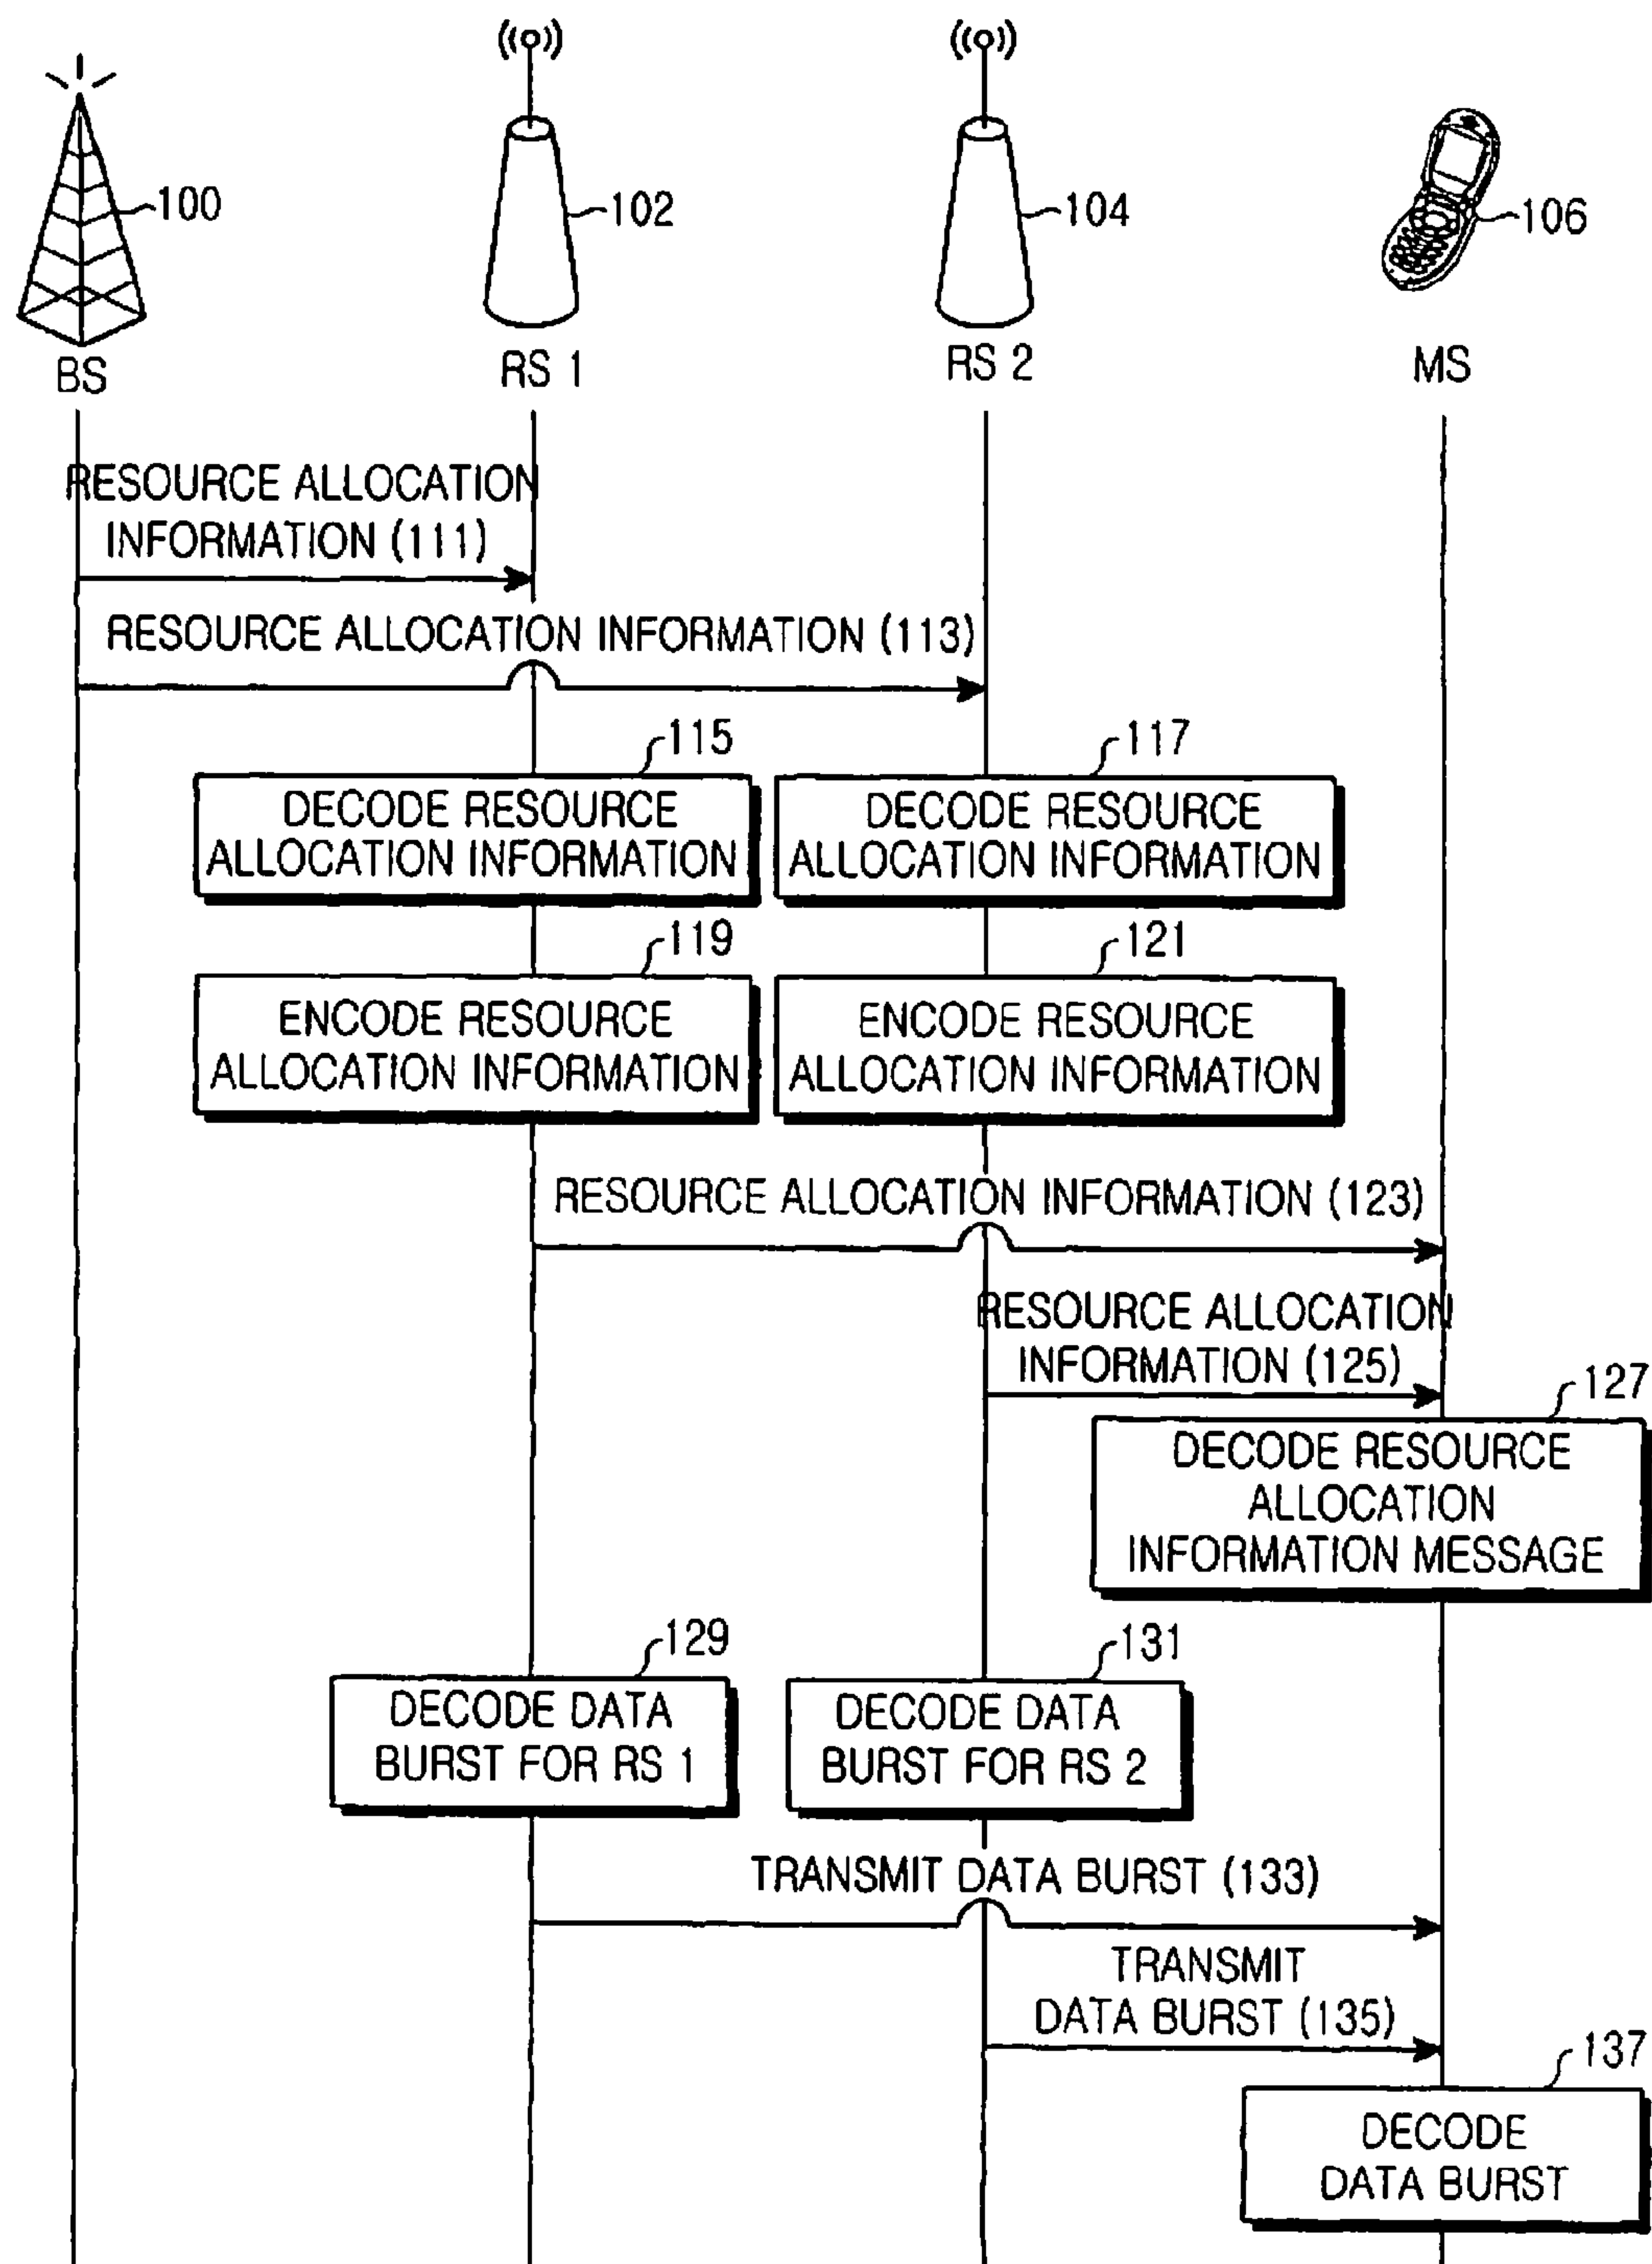 100
102
104
106
BS
RS 1
RS 2
MS
RESOURCE ALLOCATION
INFORMATION (111)
RESOURCE ALLOCATION INFORMATION (113)
115
117
DECODE RESOURCE
ALLOCATION INFORMATION
DECODE RESOURCE
ALLOCATION INFORMATION
119
121
ENCODE RESOURCE
ALLOCATION INFORMATION
ENCODE RESOURCE
ALLOCATION INFORMATION
RESOURCE ALLOCATION INFORMATION (123)
RESOURCE ALLOCATION
INFORMATION (125)
127
DECODE RESOURCE
ALLOCATION
INFORMATION MESSAGE
129
131
DECODE DATA
BURST FOR RS 1
DECODE DATA
BURST FOR RS 2
TRANSMIT DATA BURST (133)
TRANSMIT
DATA BURST (135)
137
DECODE
DATA BURST